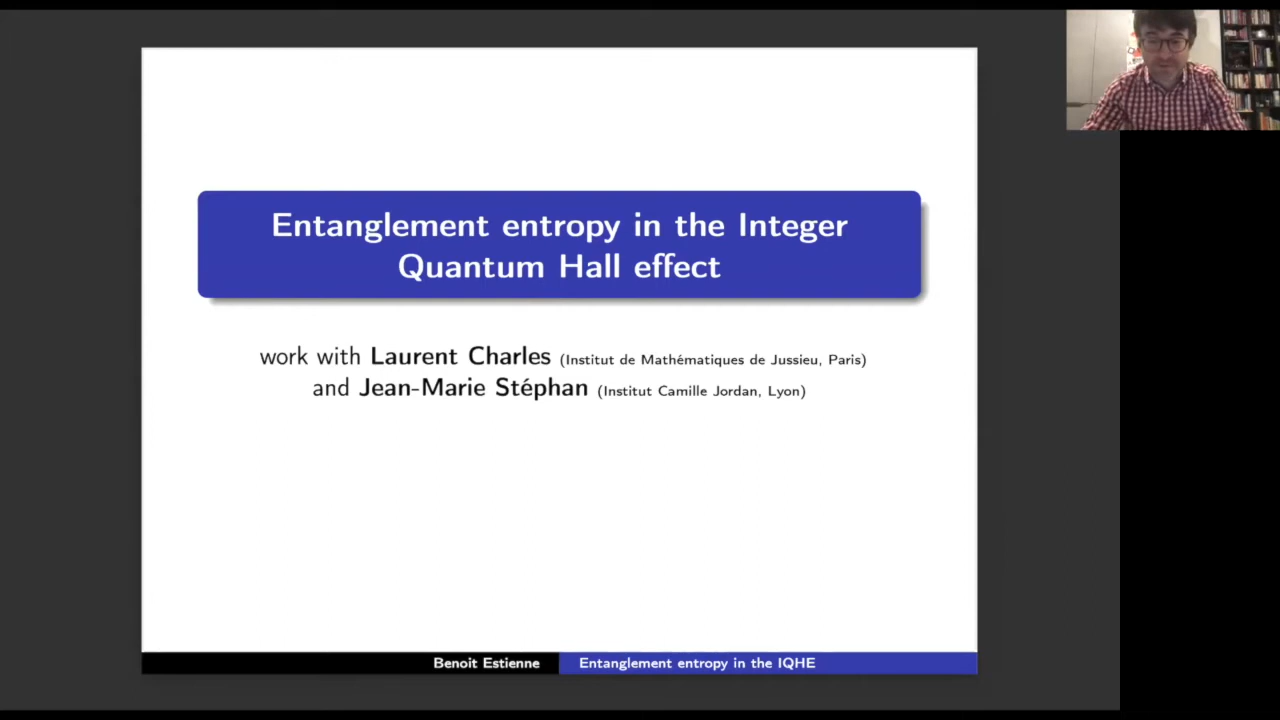 Entanglement entropy in the Integer
Quantum Hall effect
work with Laurent Charles (Institut de Mathématiques de Jussieu, Paris)
and Jean-Marie Stéphan (Institut Camille Jordan, Lyon)
Benoit Estienne Entanglement entropy in the IQHE